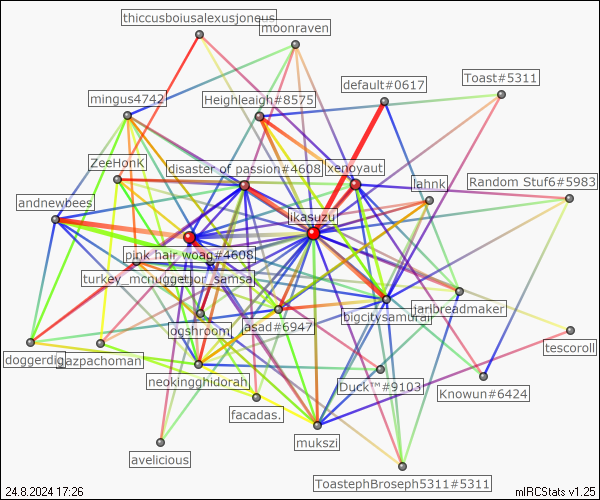 thiccusboiusalexusjoneus
moonraven
Toast#5311
default#0617
mingus4742
Heighleaigh#8575
ZeeHonK
disaster of passion#4608
xenoyaut
lahnk
Random Stuf6#5983
andnewbees
ikasuzu
pink hair woag#4608
turkey_mcnugget
jor_samsa
jaribreadmaker
ogshroom
asad#6947
bigcitysamurai
doggerdig
gazpachoman
tescoroll
neokingghidorah
Duck™#9103
Knowun#6424
facadas.
mukszi
avelicious
ToastephBroseph5311#5311
24.8.2024 17:26
mIRCStats v1.25